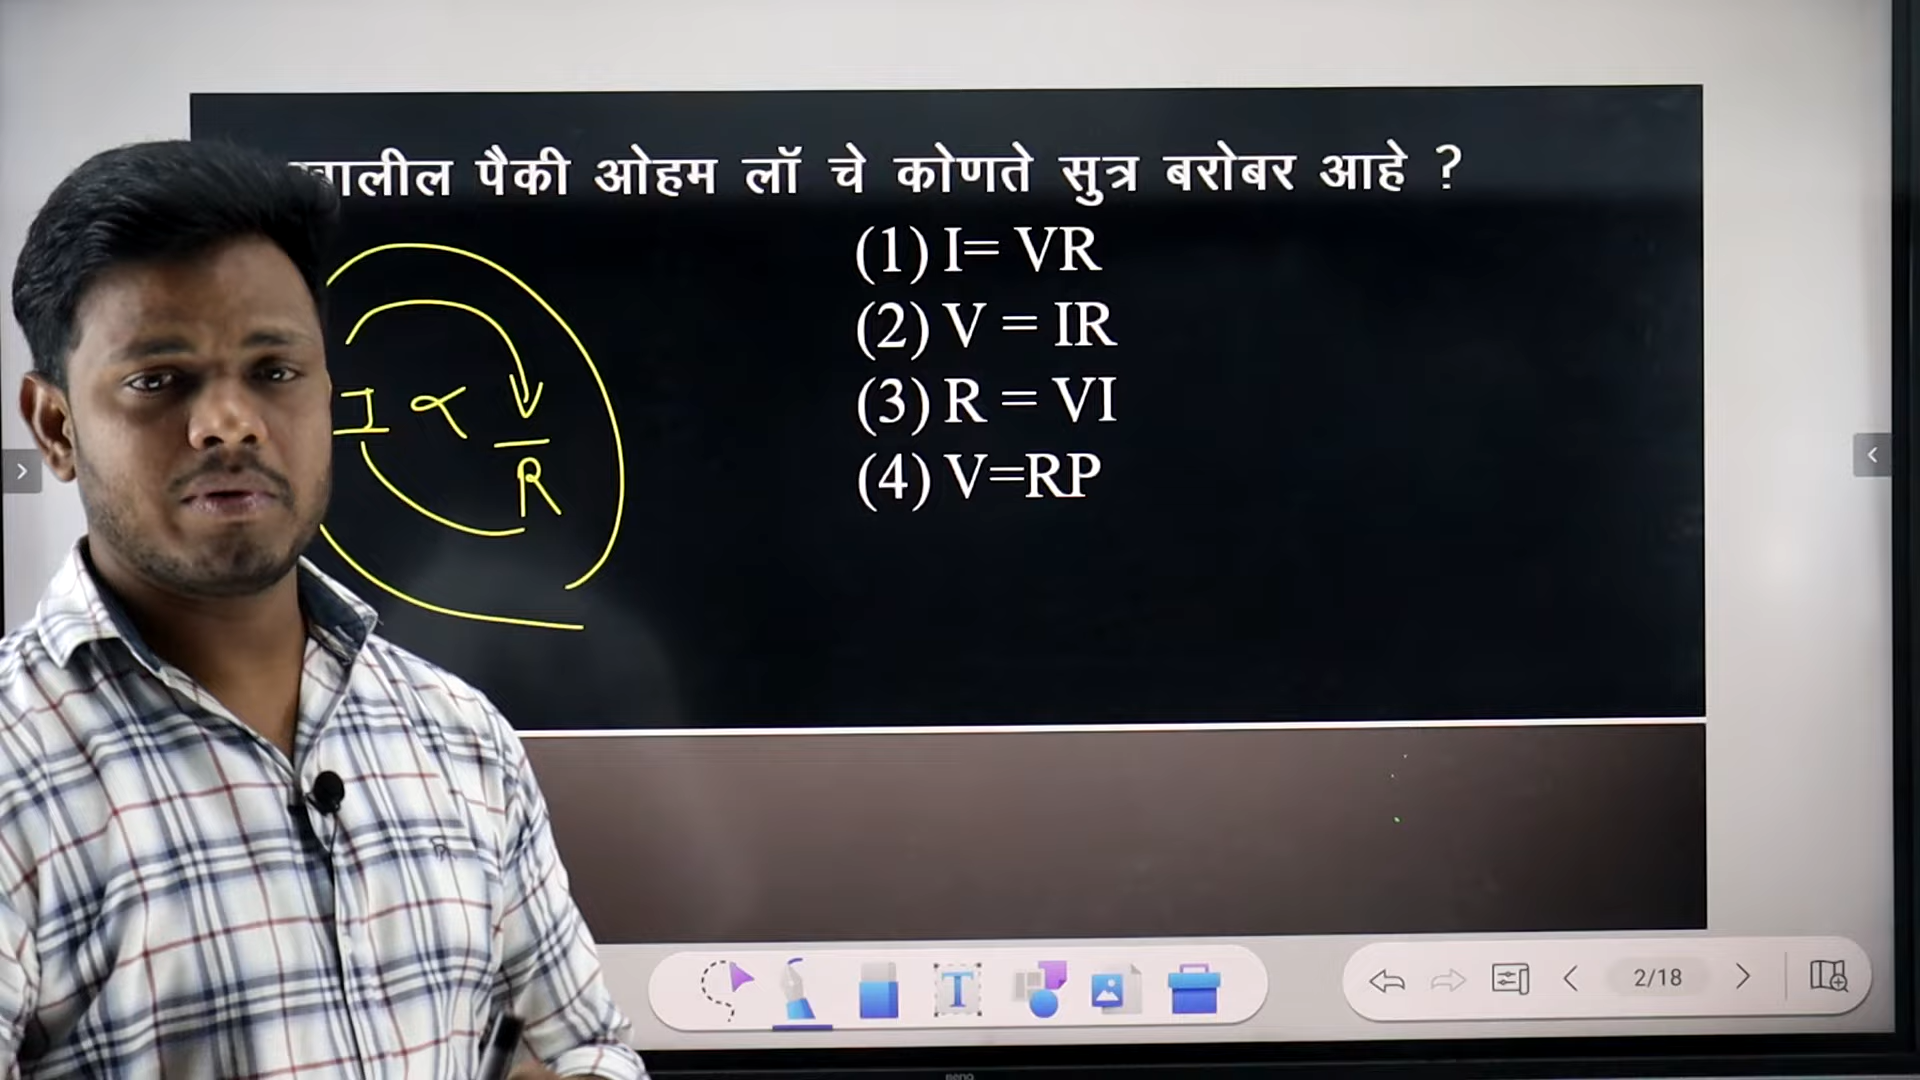 पैकी ओहम लॉ चे कोणते सुत्र बरोबर आहे ?
(1) I= VR
(2) V = IR
(3) R = VI
(4) V=RP
I ∝ V
R
T
2/18